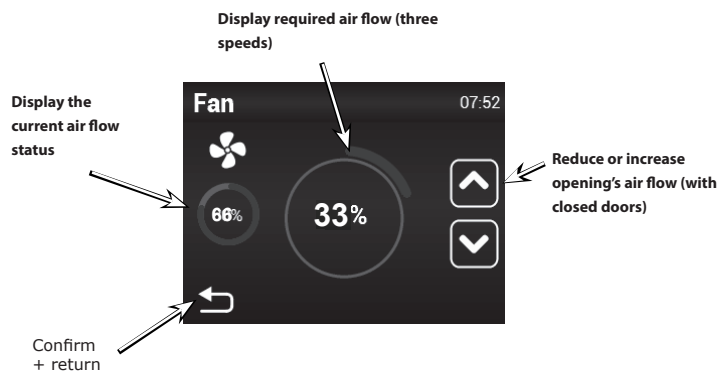 Display required air flow (three
speeds)
Display the
current air flow
status
Fan
07:52
66%
33%
Reduce or increase
opening's air flow (with
closed doors)
Confirm
+ return